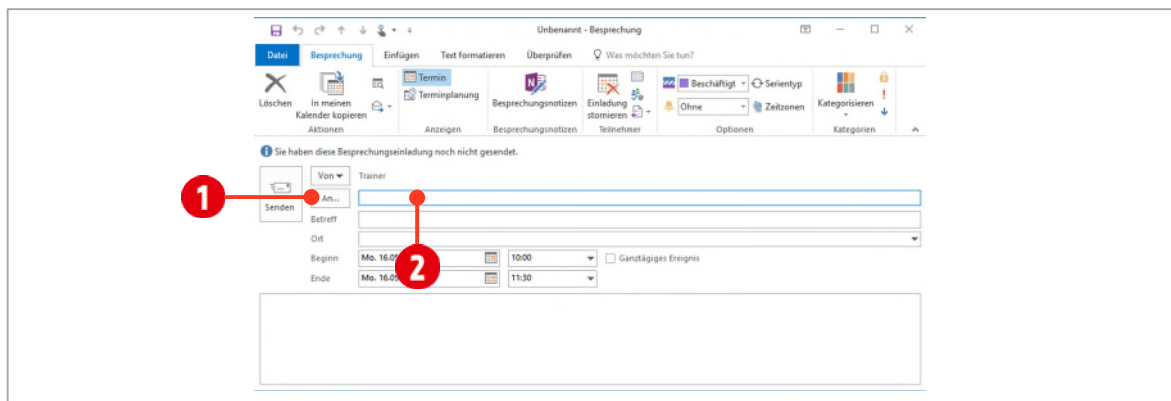 Unbenannt - Besprechung
Datei Besprechung Einfügen Text formatieren Überprüfen Was möchten Sie tun?
Löschen
In meinen
Kalender kopieren
Aktionen
Termin
Terminplanung
Anzeigen
N
Besprechungsnotizen
Besprechungsnotizen
Einladung
stornieren
Teilnehmer
Beschäftigt
Serientyp
Ohne
Zeitzonen
Optionen
Kategorisieren
Kategorien
Sie haben diese Besprechungseinladung noch nicht gesendet.
Senden
Von Trainer
1
An...
2
Betreff
Ort
Beginn Mo. 16.05 10:00 Ganztägiges Ereignis
Ende Mo. 16.05 11:30